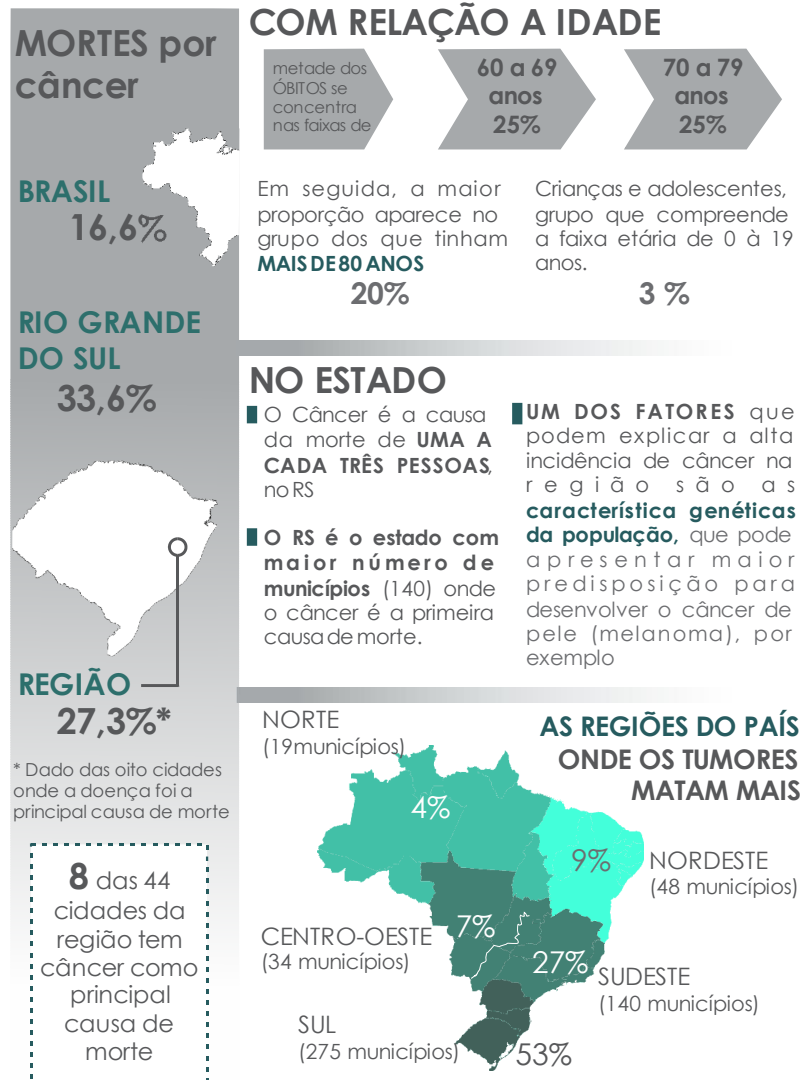 MORTES por
câncer
BRASIL
16,6%
RIO GRANDE
DO SUL
33,6%
REGIÃO
27,3%*
* Dado das oito cidades
onde a doença foi a
principal causa de morte
8 das 44
cidades da
região tem
câncer como
principal
causa de
morte
COM RELAÇÃO A IDADE
metade dos
ÓBITOS se
concentra
nas faixas de
60 a 69
anos
25%
70 a 79
anos
25%
Em seguida, a maior
proporção aparece no
grupo dos que tinham
MAIS DE 80 ANOS
20%
Crianças e adolescentes,
grupo que compreende
a faixa etária de 0 à 19
anos.
3 %
NO ESTADO
O Câncer é a causa
da morte de UMA A
CADA TRÊS PESSOAS,
no RS
O RS é o estado com
maior número de
municípios (140) onde
o câncer é a primeira
causa de morte.
UM DOS FATORES que
podem explicar a alta
incidência de câncer na
região são as
característica genéticas
da população, que pode
apresentar maior
predisposição para
desenvolver o câncer de
pele (melanoma), por
exemplo
AS REGIÕES DO PAÍS
ONDE OS TUMORES
MATAM MAIS
NORTE
(19municípios)
4%
9%
NORDESTE
(48 municípios)
7%
CENTRO-OESTE
(34 municípios)
27%
SUDESTE
(140 municípios)
SUL
(275 municípios)
53%